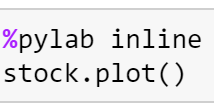 %pylab inline
stock.plot()